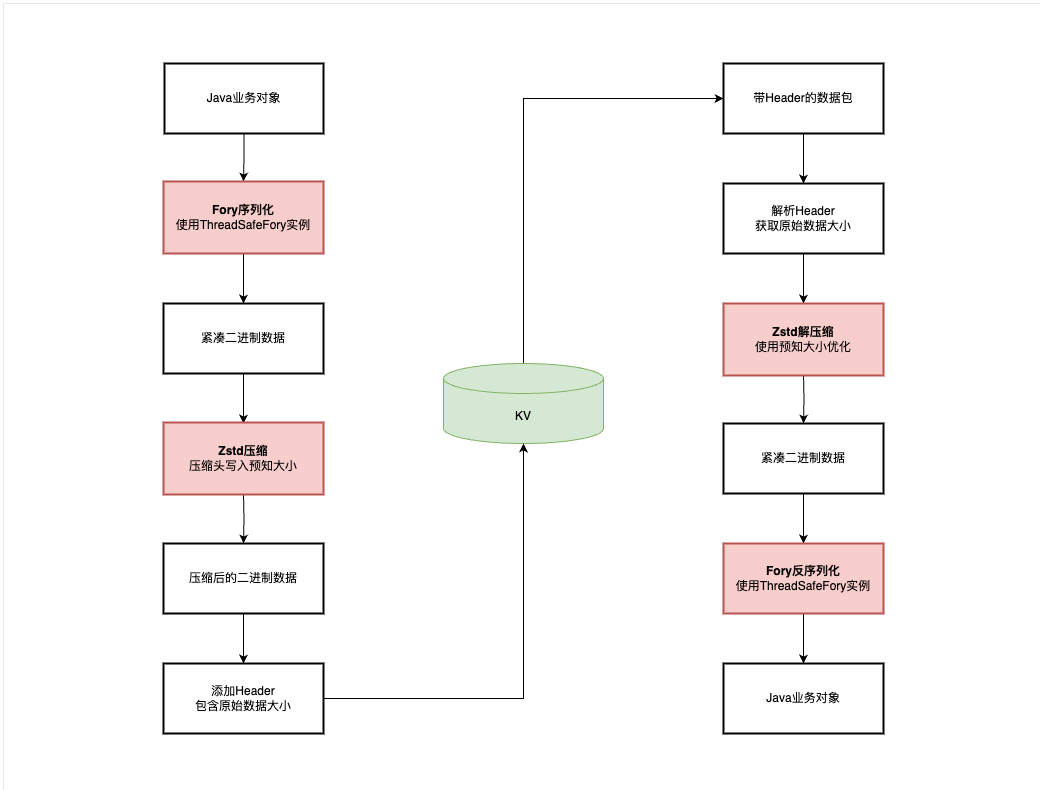 Java业务对象
Fory序列化
使用ThreadSafeFory实例
紧凑二进制数据
Zstd压缩
压缩头写入预知大小
压缩后的二进制数据
添加Header
包含原始数据大小
KV
带Header的数据包
解析Header
获取原始数据大小
Zstd解压缩
使用预知大小优化
紧凑二进制数据
Fory反序列化
使用ThreadSafeFory实例
Java业务对象